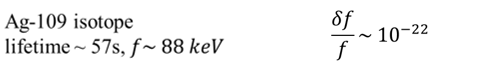 Ag-109 isotope
lifetime ~ 57s, f~ 88 keV
δf/f ~ 10⁻²²